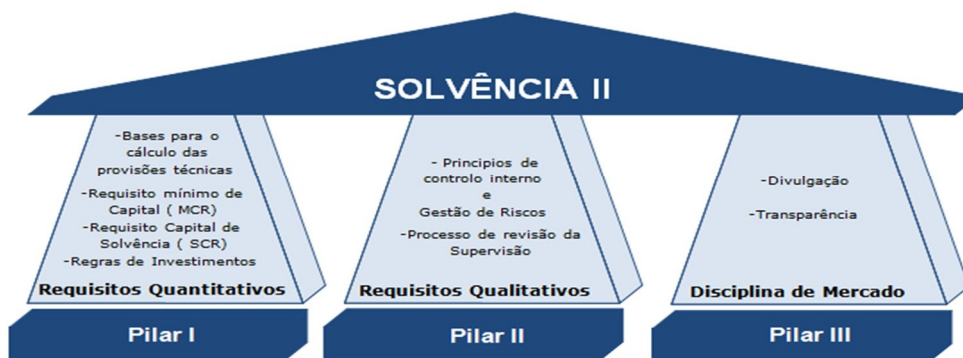 SOLVÊNCIA II
-Bases para o
cálculo das
provisões técnicas
-Requisito mínimo de
Capital ( MCR)
-Requisito Capital de
Solvência ( SCR)
-Regras de Investimentos
Requisitos Quantitativos
Pilar I
- Principios de
controlo interno
e
Gestão de Riscos
- Processo de revisão da
Supervisão
Requisitos Qualitativos
Pilar II
-Divulgação
-Transparência
Disciplina de Mercado
Pilar III